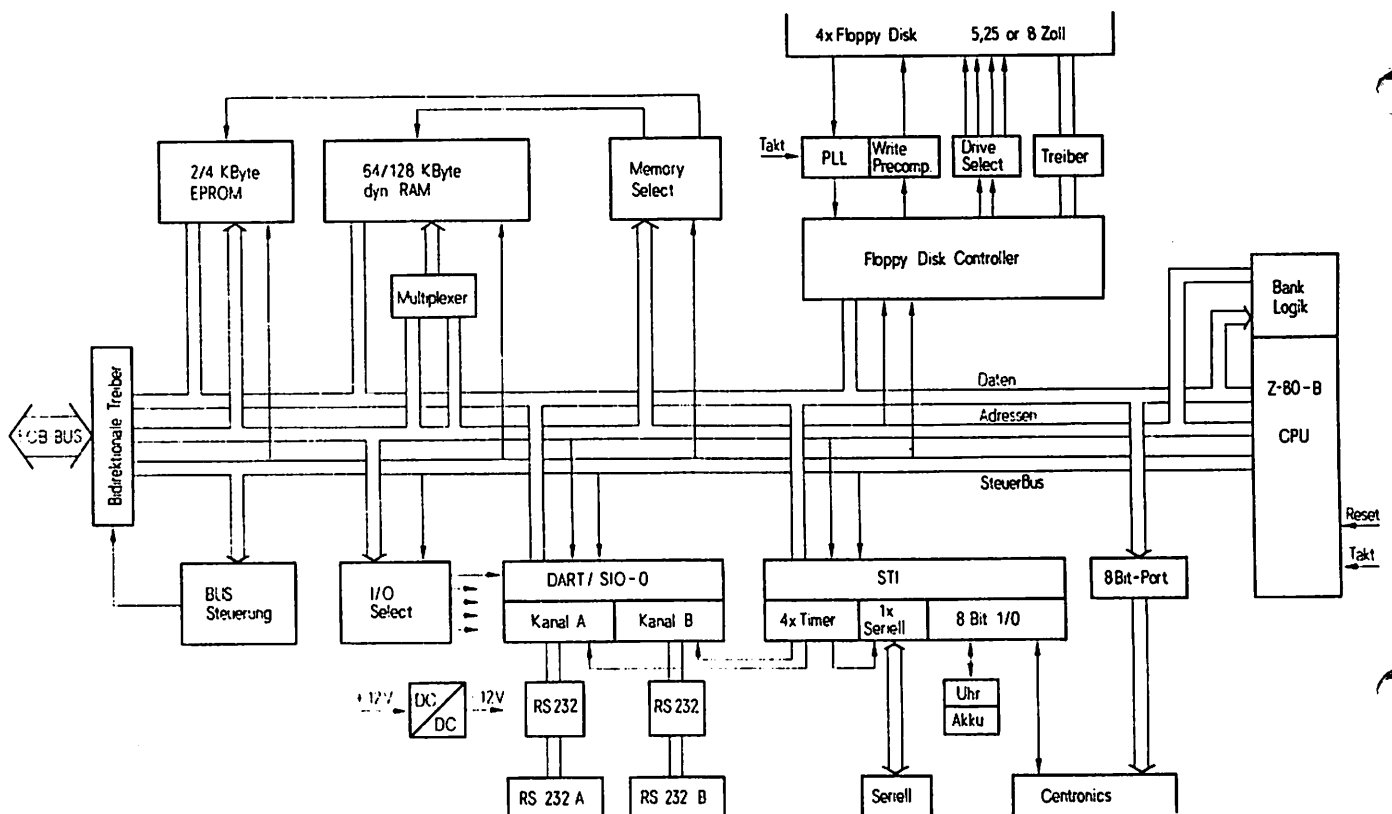 4x Floppy Disk 5,25 or 8 Zoll
Takt
PLL
Write
Precomp.
Drive
Select
Treiber
2/4 KByte
EPROM
64/128 KByte
dyn RAM
Memory
Select
Floppy Disk Controller
Multiplexer
Bank
Logik
Z-80-B
CPU
Daten
Adressen
SteuerBus
Bidirektionale Treiber
BUS
Reset
Takt
BUS
Steuerung
I/O
Select
DART/ SIO-0
Kanal A
Kanal B
STI
4x Timer
1x
Seriell
8 Bit I/O
8 Bit-Port
+12V
DC
DC
-12V
RS 232
RS 232
Uhr
Akku
RS 232 A
RS 232 B
Seriell
Centronics